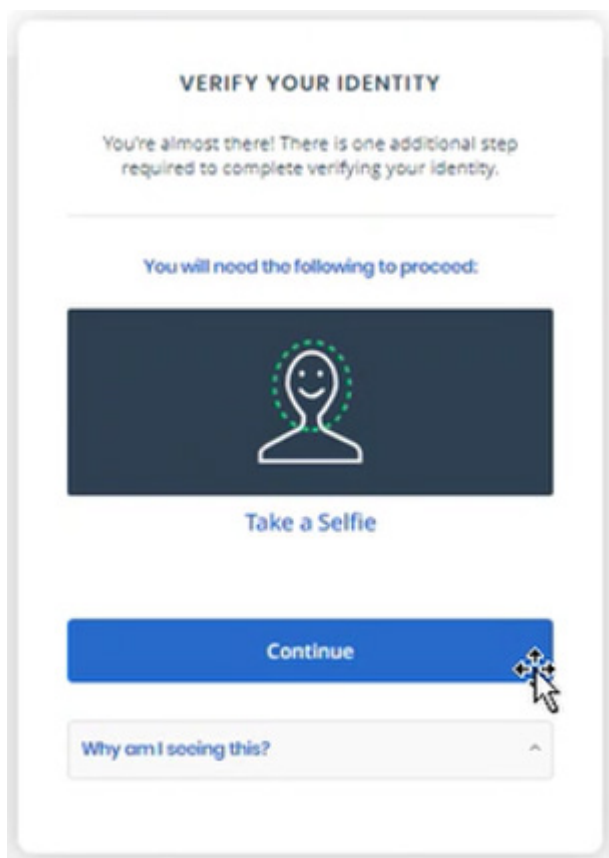 VERIFY YOUR IDENTITY
You're almost there! There is one additional step
required to complete verifying your identity.
You will need the following to proceed:
Take a Selfie
Continue
Why am I seeing this?